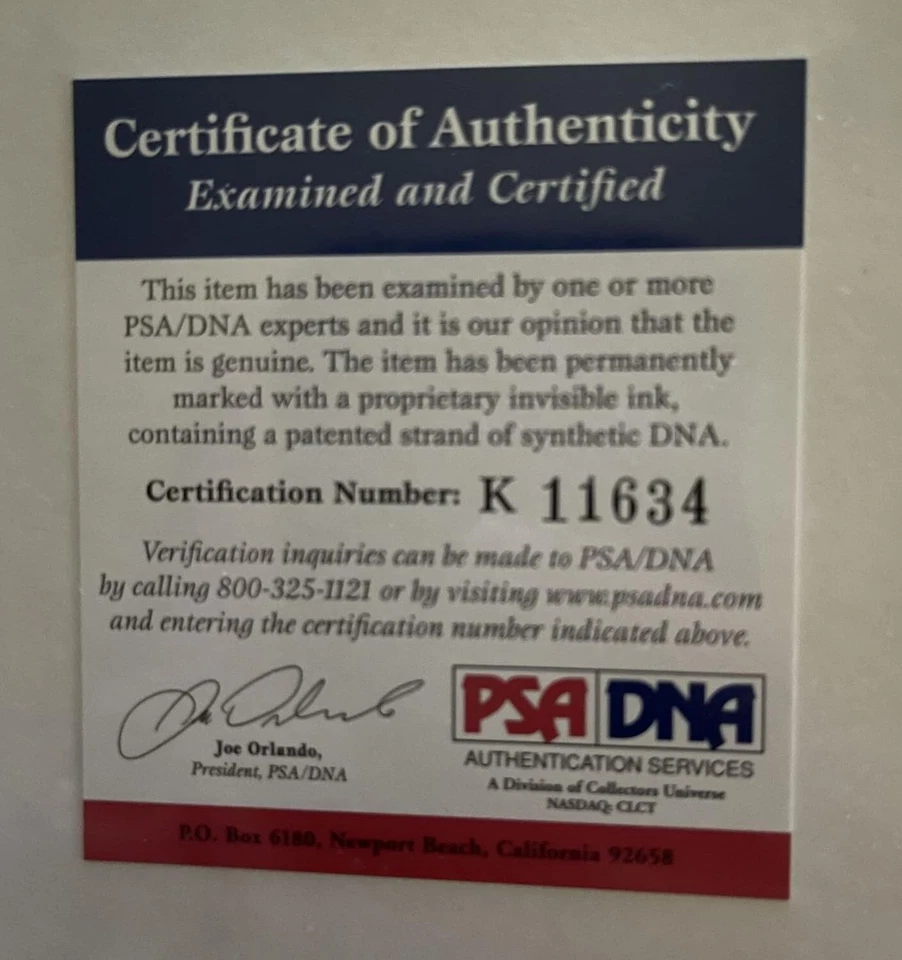 Certificate of Authenticity
Examined and Certified
This item has been examined by one or more
PSA/DNA experts and it is our opinion that the
item is genuine. The item has been permanently
marked with a proprietary invisible ink,
containing a patented strand of synthetic DNA.
Certification Number: K 11634
Verification inquiries can be made to PSA/DNA
by calling 800-325-1121 or by visiting www.psadna.com
and entering the certification number indicated above.
Joe Orlando,
President, PSA/DNA
PSA DNA
AUTHENTICATION SERVICES
A Division of Collectors Universe
NASDAQ: CLCT
P.O. Box 6180, Newport Beach, California 92658